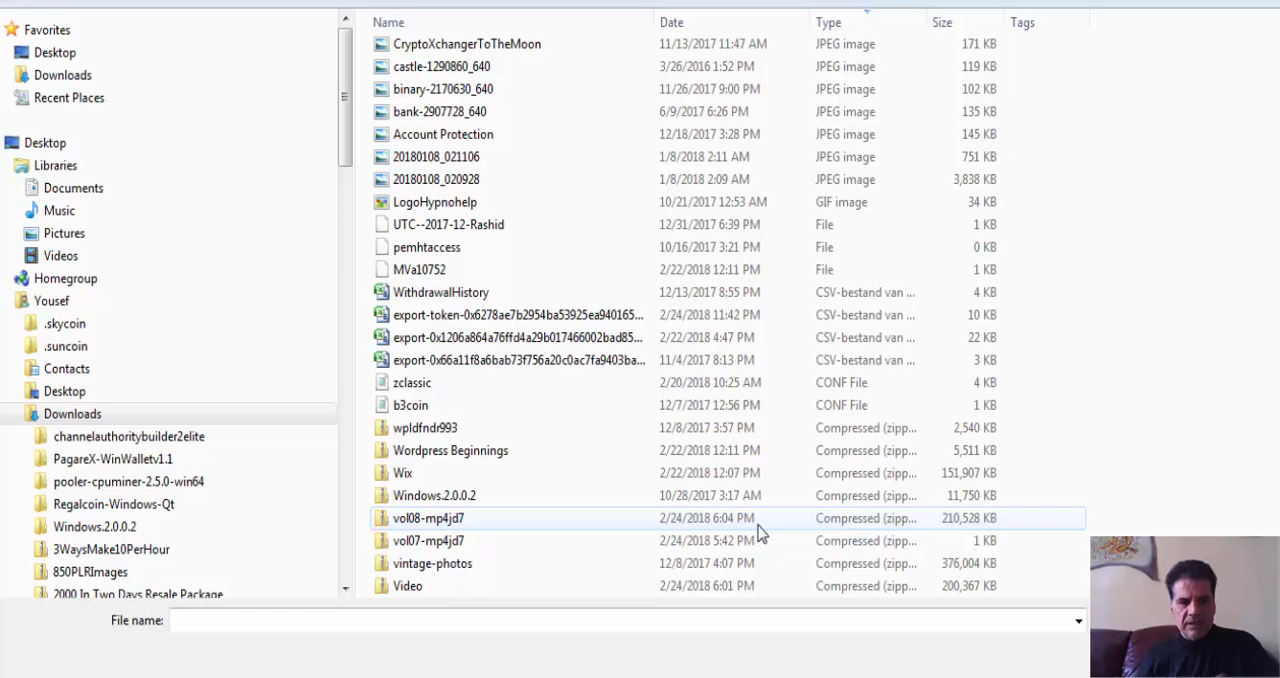 Favorites
Desktop
Downloads
Recent Places
Desktop
Libraries
Documents
Music
Pictures
Videos
Homegroup
Yousef
.skycoin
.suncoin
Contacts
Desktop
Downloads
channelauthoritybuilder2elite
PagareX-WinWalletv1.1
pooler-cpuminer-2.5.0-win64
Regalcoin-Windows-Qt
Windows.2.0.0.2
3WaysMake10PerHour
850PLRImages
2000 In Two Days Resale Package
Name Date Type Size Tags
CryptoXchangerToTheMoon 11/13/2017 11:47 AM JPEG image 171 KB
castle-1290860_640 3/26/2016 1:52 PM JPEG image 119 KB
binary-2170630_640 11/26/2017 9:00 PM JPEG image 102 KB
bank-2907728_640 6/9/2017 6:26 PM JPEG image 135 KB
Account Protection 12/18/2017 3:28 PM JPEG image 145 KB
20180108_021106 1/8/2018 2:11 AM JPEG image 751 KB
20180108_020928 1/8/2018 2:09 AM JPEG image 3,838 KB
LogoHypnohelp 10/21/2017 12:53 AM GIF image 34 KB
UTC--2017-12-Rashid 12/31/2017 6:39 PM File 1 KB
pemhtaccess 10/16/2017 3:21 PM File 0 KB
MVa10752 2/22/2018 12:11 PM File 1 KB
WithdrawalHistory 12/13/2017 8:55 PM CSV-bestand van ... 4 KB
export-token-0x6278ae7b2954ba53925ea940165... 2/24/2018 11:42 PM CSV-bestand van ... 10 KB
export-0x1206a864a76ffd4a29b017466002bad85... 2/22/2018 4:47 PM CSV-bestand van ... 22 KB
export-0x66a11f8a6bab73f756a20c0ac7fa9403ba... 11/4/2017 8:13 PM CSV-bestand van ... 3 KB
zclassic 2/20/2018 10:25 AM CONF File 4 KB
b3coin 12/7/2017 12:56 PM CONF File 1 KB
wpldfndr993 12/8/2017 3:57 PM Compressed (zipp... 2,540 KB
Wordpress Beginnings 2/22/2018 12:11 PM Compressed (zipp... 5,511 KB
Wix 2/22/2018 12:07 PM Compressed (zipp... 151,907 KB
Windows.2.0.0.2 10/28/2017 3:17 AM Compressed (zipp... 11,750 KB
vol08-mp4jd7 2/24/2018 6:04 PM Compressed (zipp... 210,528 KB
vol07-mp4jd7 2/24/2018 5:42 PM Compressed (zipp... 1 KB
vintage-photos 12/8/2017 4:07 PM Compressed (zipp... 376,004 KB
Video 2/24/2018 6:01 PM Compressed (zipp... 200,367 KB
File name: